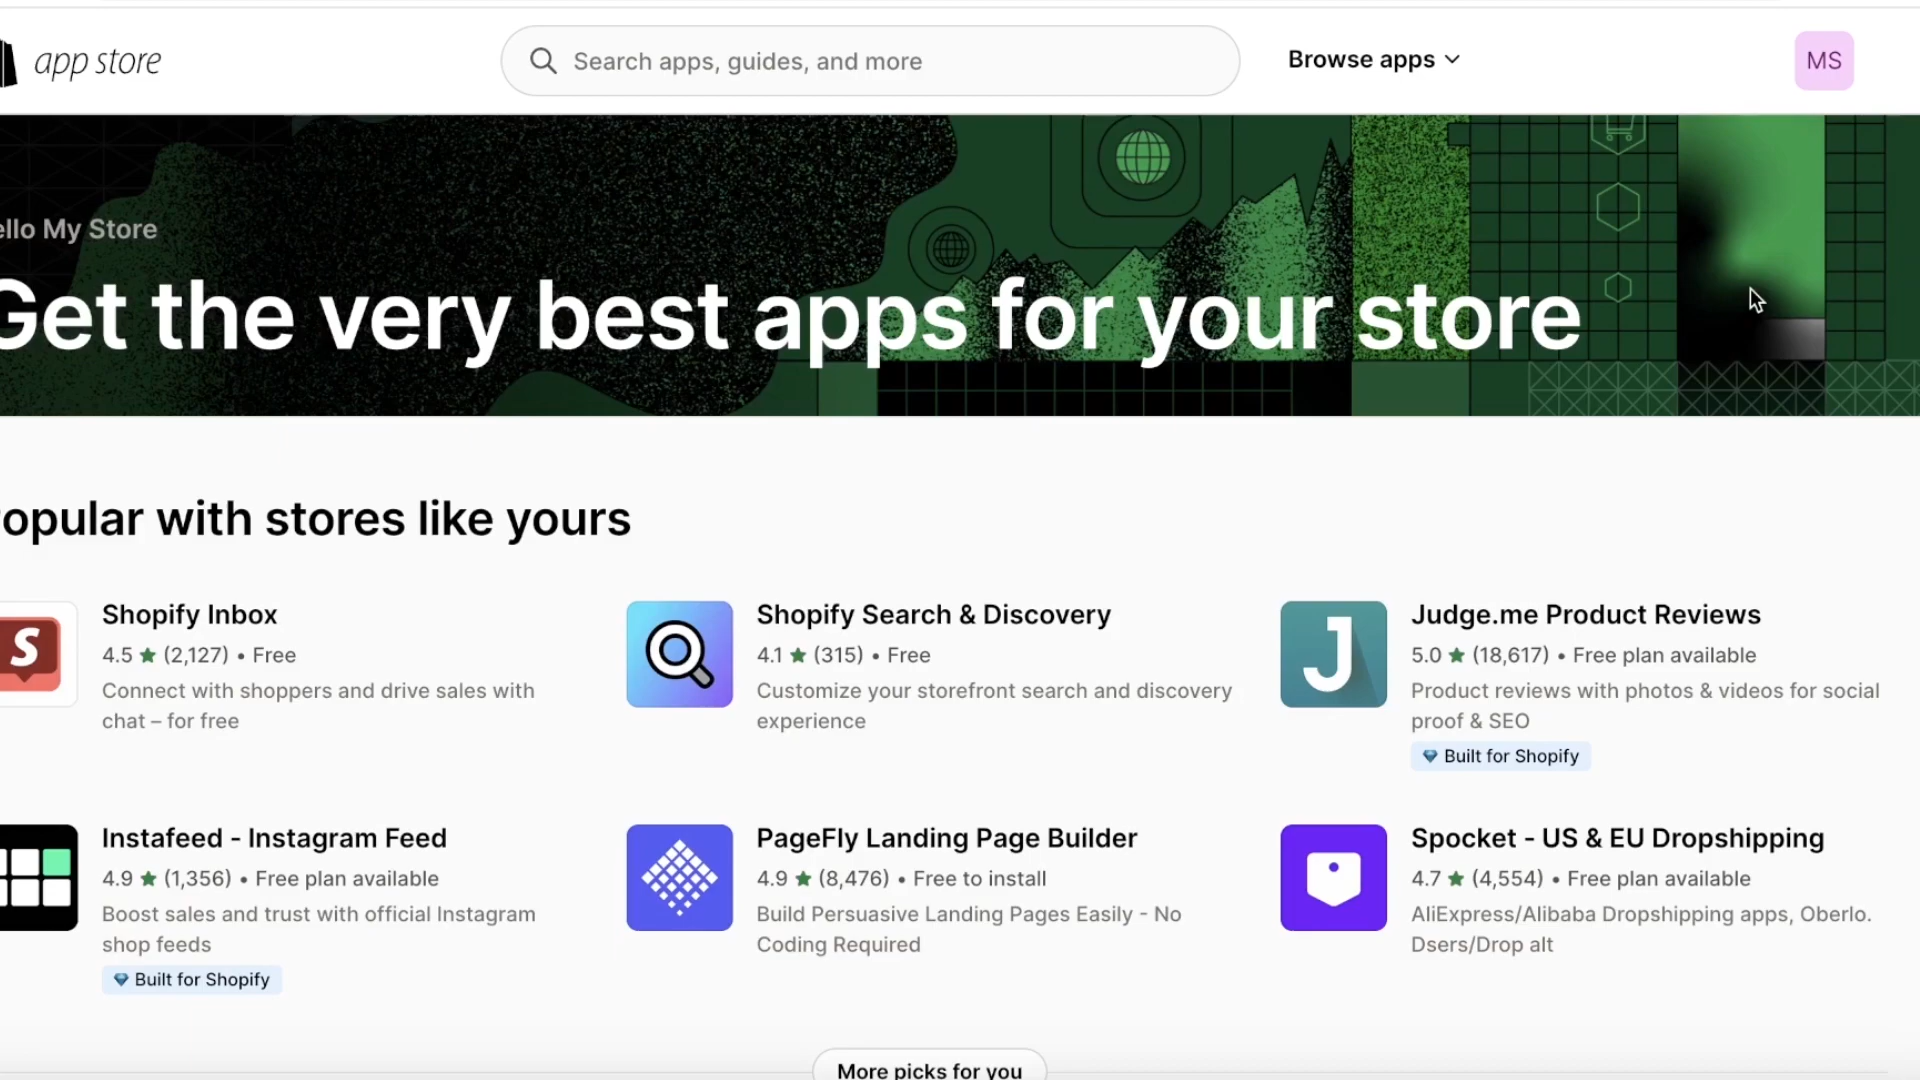 app store
Search apps, guides, and more
Browse apps
MS
ello My Store
Get the very best apps for your store
opular with stores like yours
S
Shopify Inbox
4.5 ★ (2,127) • Free
Connect with shoppers and drive sales with
chat – for free
Shopify Search & Discovery
4.1 ★ (315) • Free
Customize your storefront search and discovery
experience
J
Judge.me Product Reviews
5.0 ★ (18,617) • Free plan available
Product reviews with photos & videos for social
proof & SEO
Built for Shopify
Instafeed - Instagram Feed
4.9 ★ (1,356) • Free plan available
Boost sales and trust with official Instagram
shop feeds
Built for Shopify
PageFly Landing Page Builder
4.9 ★ (8,476) • Free to install
Build Persuasive Landing Pages Easily - No
Coding Required
Spocket - US & EU Dropshipping
4.7 ★ (4,554) • Free plan available
AliExpress/Alibaba Dropshipping apps, Oberlo.
Dsers/Drop alt
More picks for you